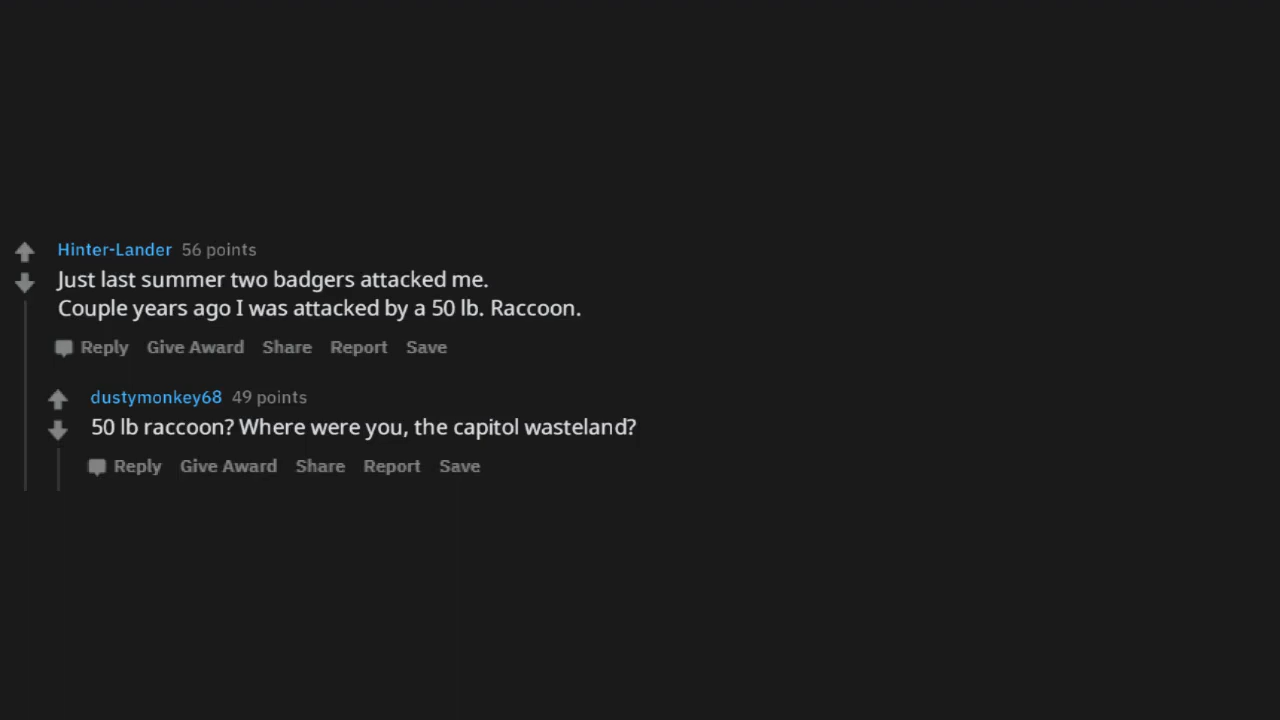 Hinter-Lander 56 points
Just last summer two badgers attacked me.
Couple years ago I was attacked by a 50 lb. Raccoon.
Reply Give Award Share Report Save
dustymonkey68 49 points
50 lb raccoon? Where were you, the capitol wasteland?
Reply Give Award Share Report Save